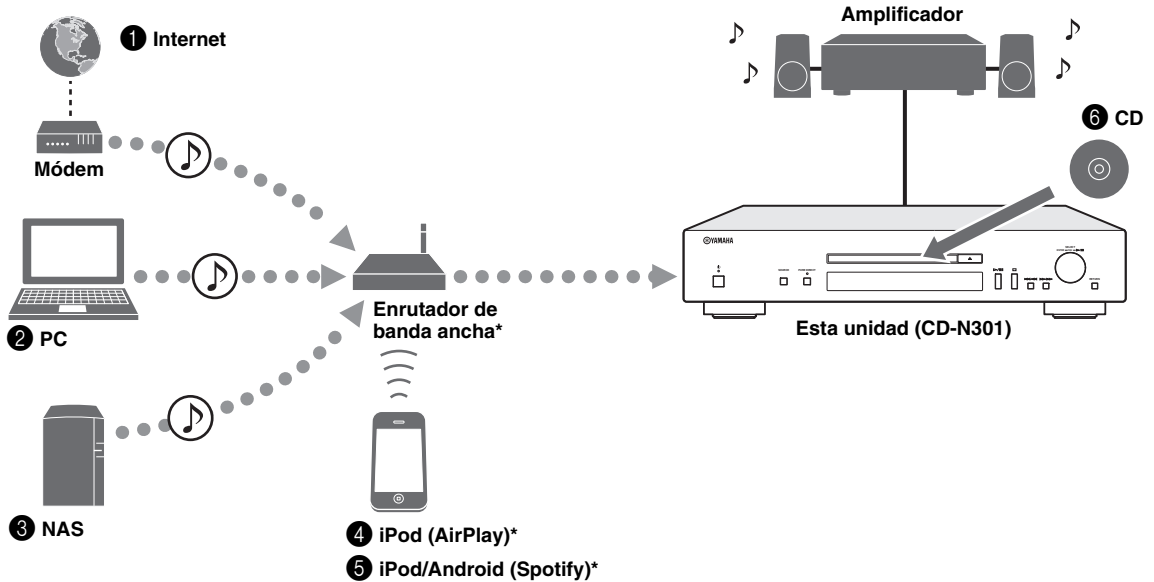 ❶ Internet
Módem
❷ PC
❸ NAS
Enrutador de
banda ancha*
❹ iPod (AirPlay)*
❺ iPod/Android (Spotify)*
Amplificador
❻ CD
YAMAHA
Esta unidad (CD-N301)